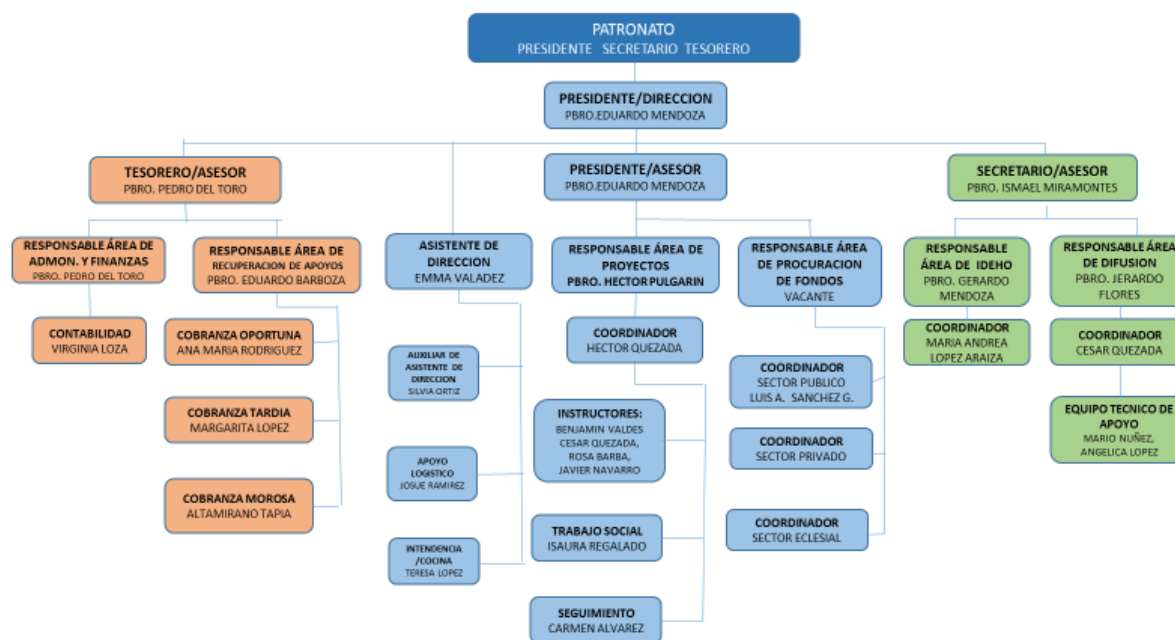 PATRONATO
PRESIDENTE SECRETARIO TESORERO
PRESIDENTE/DIRECCION
PBRO.EDUARDO MENDOZA
TESORERO/ASESOR
PBRO. PEDRO DEL TORO
PRESIDENTE/ASESOR
PBRO.EDUARDO MENDOZA
SECRETARIO/ASESOR
PBRO. ISMAEL MIRAMONTES
RESPONSABLE ÁREA DE
ADMON. Y FINANZAS
PBRO. PEDRO DEL TORO
RESPONSABLE ÁREA DE
RECUPERACION DE APOYOS
PBRO. EDUARDO BARBOZA
ASISTENTE DE
DIRECCION
EMMA VALADEZ
RESPONSABLE ÁREA DE
PROYECTOS
PBRO. HECTOR PULGARIN
RESPONSABLE ÁREA
DE PROCURACION
DE FONDOS
VACANTE
RESPONSABLE
ÁREA DE IDEHO
PBRO. GERARDO
MENDOZA
RESPONSABLE ÁREA
DE DIFUSION
PBRO. JERARDO
FLORES
CONTABILIDAD
VIRGINIA LOZA
COBRANZA OPORTUNA
ANA MARIA RODRIGUEZ
COBRANZA TARDIA
MARGARITA LOPEZ
COBRANZA MOROSA
ALTAMIRANO TAPIA
AUXILIAR DE
ASISTENTE DE
DIRECCION
SILVIA ORTIZ
APOYO
LOGISTICO
JOSUE RAMIREZ
INTENDENCIA
/COCINA
TERESA LOPEZ
COORDINADOR
HECTOR QUEZADA
INSTRUCTORES:
BENJAMIN VALDES
CESAR QUEZADA,
ROSA BARBA,
JAVIER NAVARRO
TRABAJO SOCIAL
ISAURA REGALADO
SEGUIMIENTO
CARMEN ALVAREZ
COORDINADOR
SECTOR PUBLICO
LUIS A. SANCHEZ G.
COORDINADOR
SECTOR PRIVADO
COORDINADOR
SECTOR ECLESIAL
COORDINADOR
MARIA ANDREA
LOPEZ ARAIZA
COORDINADOR
CESAR QUEZADA
EQUIPO TECNICO DE
APOYO
MARIO NUÑEZ,
ANGELICA LOPEZ